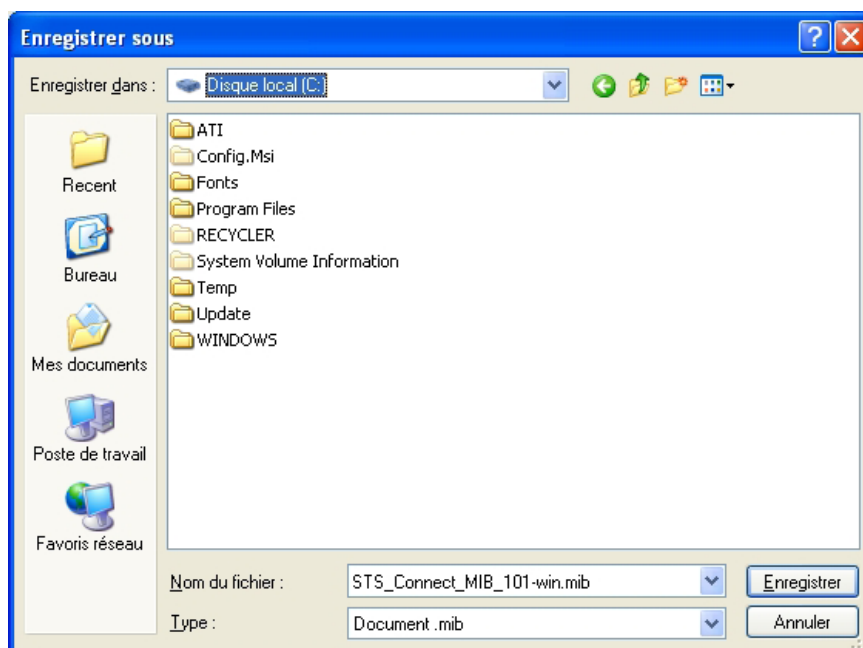 Enregistrer sous
Enregistrer dans :
Disque local (C:)
ATI
Config.Msi
Fonts
Program Files
RECYCLER
System Volume Information
Temp
Update
WINDOWS
Recent
Bureau
Mes documents
Poste de travail
Favoris réseau
Nom du fichier :
STS_Connect_MIB_101-win.mib
Enregistrer
Type :
Document .mib
Annuler